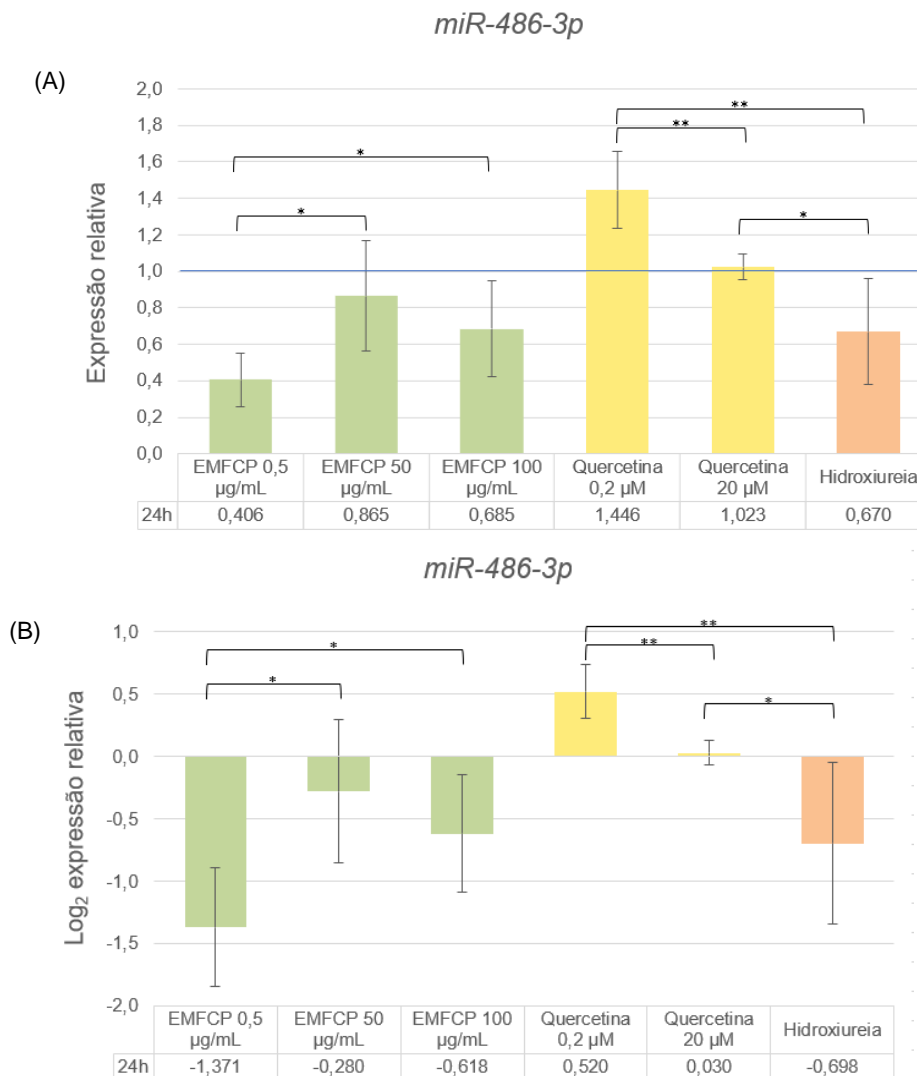 miR-486-3p
(A)
Expressão relativa
2,0
1,8
1,6
1,4
1,2
1,0
0,8
0,6
0,4
0,2
0,0
* * ** ** *
EMFCP 0,5 µg/mL EMFCP 50 µg/mL EMFCP 100 µg/mL Quercetina 0,2 µM Quercetina 20 µM Hidroxiureia
24h 0,406 0,865 0,685 1,446 1,023 0,670
miR-486-3p
(B)
Log₂ expressão relativa
1,0
0,5
0,0
-0,5
-1,0
-1,5
-2,0
* * ** ** *
EMFCP 0,5 µg/mL EMFCP 50 µg/mL EMFCP 100 µg/mL Quercetina 0,2 µM Quercetina 20 µM Hidroxiureia
24h -1,371 -0,280 -0,618 0,520 0,030 -0,698